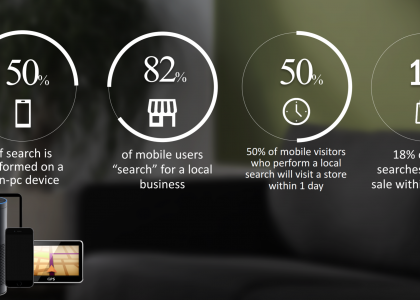 50%
f search is
formed on a
n-pc device
82%
of mobile users
“search” for a local
business
50%
50% of mobile visitors
who perform a local
search will visit a store
within 1 day
18%
searches
sale with
GPS